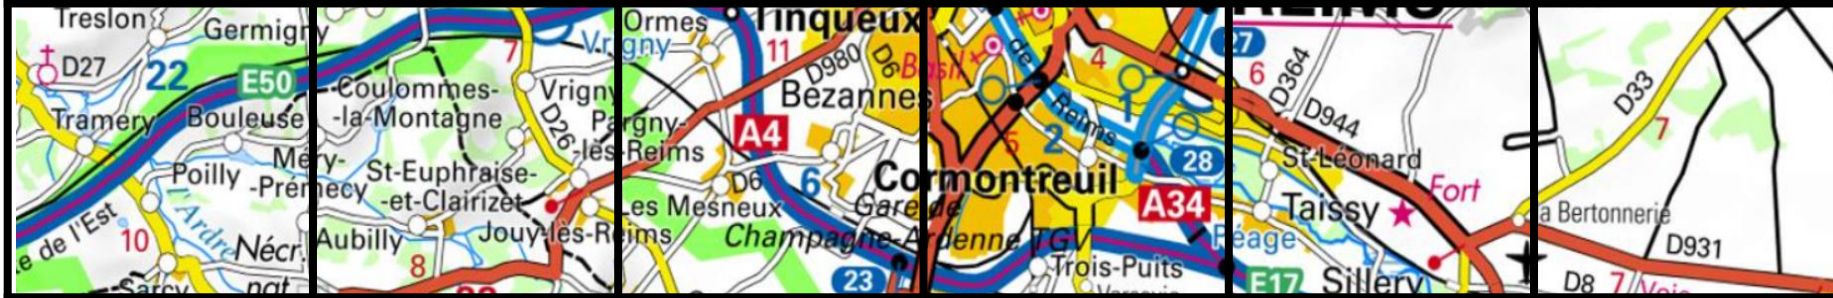 Treslon
Germigny
D27
22
E50
Tramery
Bouleuse
Méry-
-Prémecy
Poilly
l'Ardre
e de l'Est
10
Nécr.
nat
Sarcy
7
Vrigny
Coulommes-
-la-Montagne
Vrigny
D26
Pargny-
-lès-Reims
St-Euphraise-
-et-Clairizet
Aubilly
Jouy-lès-Reims
8
Ormes
Tinqueux
11
D980
D6
Bezannes
A4
D6
6
Les Mesneux
Gare de
Champagne-Ardenne TGV
23
Basil
de
Reims
4
1
5
2
28
Cormontreuil
A34
Trois-Puits
REIMS
27
6
D364
D944
St-Léonard
Fort
Taissy
Péage
E17
Sillery
D33
7
a Bertonnerie
D931
D8
7
Voie